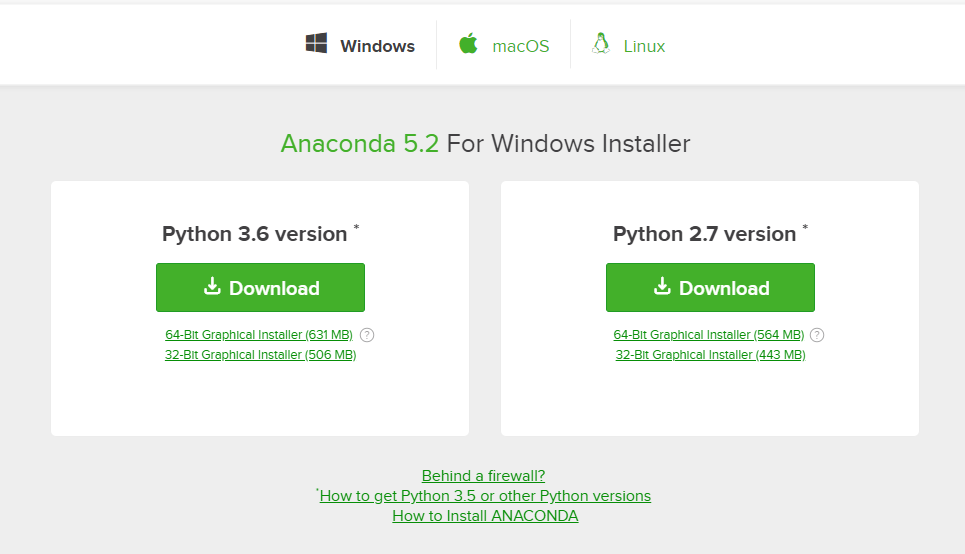 Windows macOS Linux
Anaconda 5.2 For Windows Installer
Python 3.6 version *
Download
64-Bit Graphical Installer (631 MB) ?
32-Bit Graphical Installer (506 MB)
Python 2.7 version *
Download
64-Bit Graphical Installer (564 MB) ?
32-Bit Graphical Installer (443 MB)
Behind a firewall?
*How to get Python 3.5 or other Python versions
How to Install ANACONDA